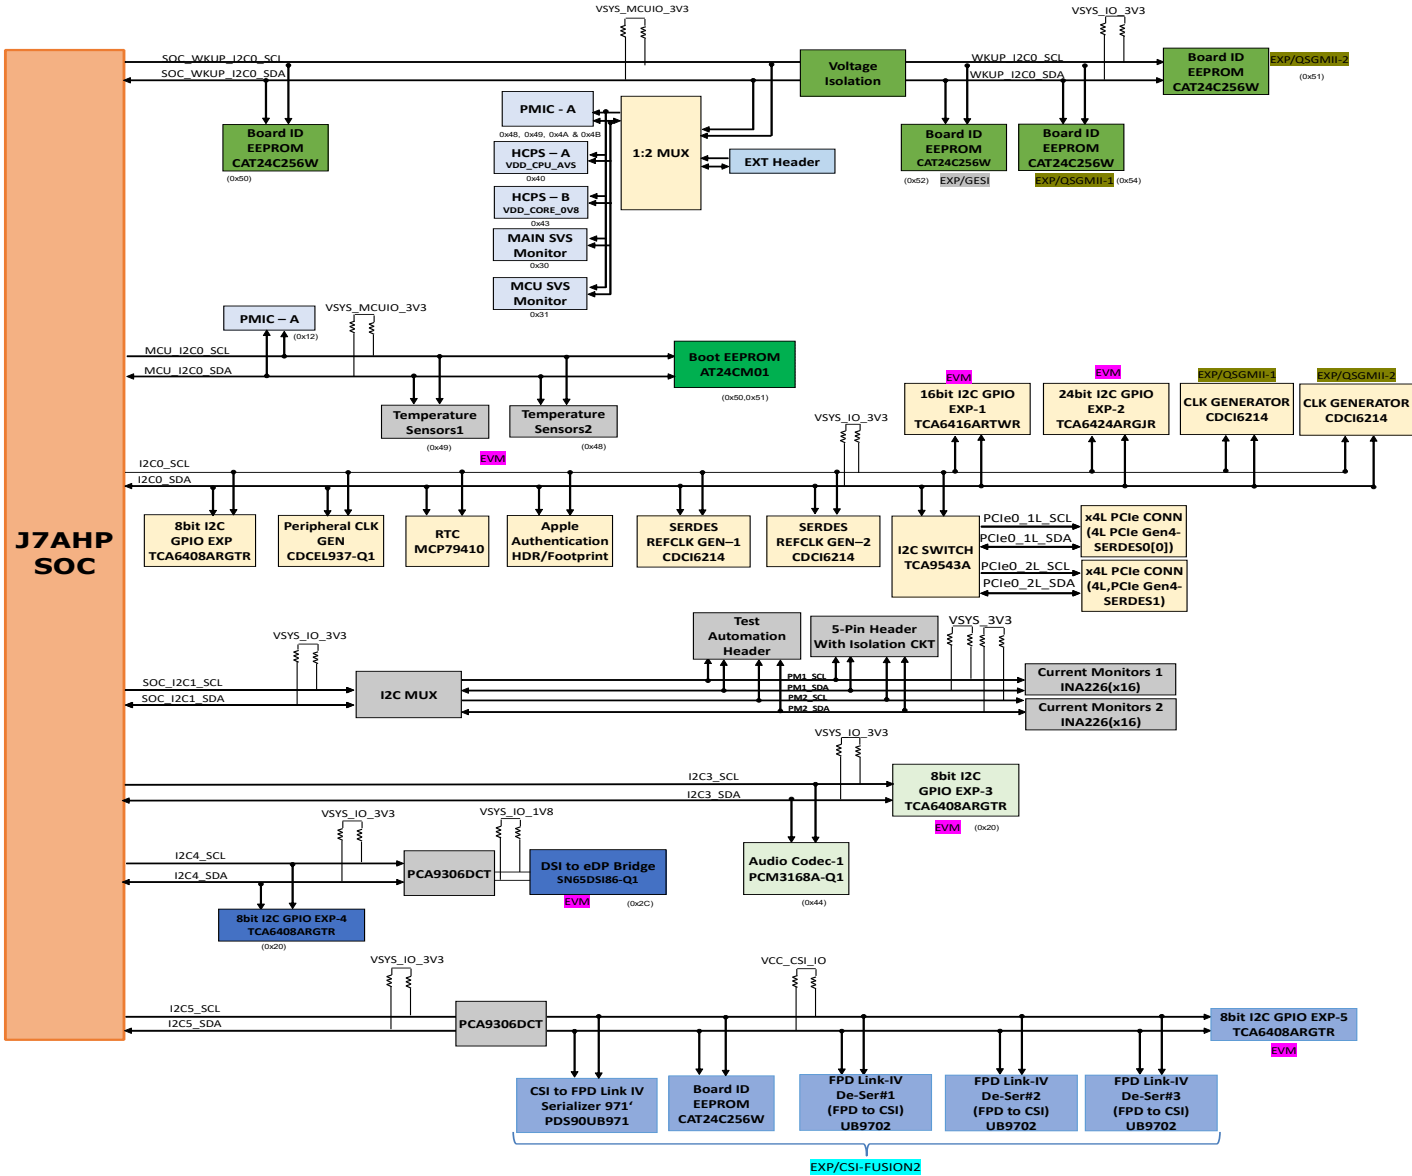 VSYS_MCUIO_3V3
VSYS_IO_3V3
SOC_WKUP_I2C0_SCL
SOC_WKUP_I2C0_SDA
Voltage
Isolation
WKUP_I2C0_SCL
WKUP_I2C0_SDA
Board ID
EEPROM
CAT24C256W
EXP/QSGMII-2
(0x51)
Board ID
EEPROM
CAT24C256W
(0x50)
PMIC - A
0x48, 0x49, 0x4A & 0x4B
HCPS – A
VDD_CPU_AVS
0x40
HCPS – B
VDD_CORE_0V8
0x43
MAIN SVS
Monitor
0x30
MCU SVS
Monitor
0x31
1:2 MUX
EXT Header
Board ID
EEPROM
CAT24C256W
(0x52)
EXP/GESI
Board ID
EEPROM
CAT24C256W
EXP/QSGMII-1
(0x54)
J7AHP
SOC
PMIC – A
(0x12)
VSYS_MCUIO_3V3
MCU_I2C0_SCL
MCU_I2C0_SDA
Boot EEPROM
AT24CM01
(0x50,0x51)
Temperature
Sensors1
(0x49)
Temperature
Sensors2
(0x48)
EVM
VSYS_IO_3V3
EVM
16bit I2C GPIO
EXP-1
TCA6416ARTWR
EVM
24bit I2C GPIO
EXP-2
TCA6424ARGJR
EXP/QSGMII-1
CLK GENERATOR
CDCI6214
EXP/QSGMII-2
CLK GENERATOR
CDCI6214
I2C0_SCL
I2C0_SDA
8bit I2C
GPIO EXP
TCA6408ARGTR
Peripheral CLK
GEN
CDCEL937-Q1
RTC
MCP79410
Apple
Authentication
HDR/Footprint
SERDES
REFCLK GEN–1
CDCI6214
SERDES
REFCLK GEN–2
CDCI6214
I2C SWITCH
TCA9543A
PCIe0_1L_SCL
PCIe0_1L_SDA
PCIe0_2L_SCL
PCIe0_2L_SDA
x4L PCIe CONN
(4L PCIe Gen4-
SERDES0[0])
x4L PCIe CONN
(4L,PCIe Gen4-
SERDES1)
VSYS_IO_3V3
SOC_I2C1_SCL
SOC_I2C1_SDA
I2C MUX
Test
Automation
Header
5-Pin Header
With Isolation CKT
VSYS_3V3
PM1_SCL
PM1_SDA
PM2_SCL
PM2_SDA
Current Monitors 1
INA226(x16)
Current Monitors 2
INA226(x16)
VSYS_IO_3V3
I2C3_SCL
I2C3_SDA
8bit I2C
GPIO EXP-3
TCA6408ARGTR
EVM
(0x20)
Audio Codec-1
PCM3168A-Q1
(0x44)
VSYS_IO_3V3
VSYS_IO_1V8
I2C4_SCL
I2C4_SDA
PCA9306DCT
DSI to eDP Bridge
SN65DSI86-Q1
EVM
(0x2C)
8bit I2C GPIO EXP-4
TCA6408ARGTR
(0x20)
VSYS_IO_3V3
VCC_CSI_IO
I2C5_SCL
I2C5_SDA
PCA9306DCT
8bit I2C GPIO EXP-5
TCA6408ARGTR
EVM
CSI to FPD Link IV
Serializer 971‘
PDS90UB971
Board ID
EEPROM
CAT24C256W
FPD Link-IV
De-Ser#1
(FPD to CSI)
UB9702
FPD Link-IV
De-Ser#2
(FPD to CSI)
UB9702
FPD Link-IV
De-Ser#3
(FPD to CSI)
UB9702
EXP/CSI-FUSION2